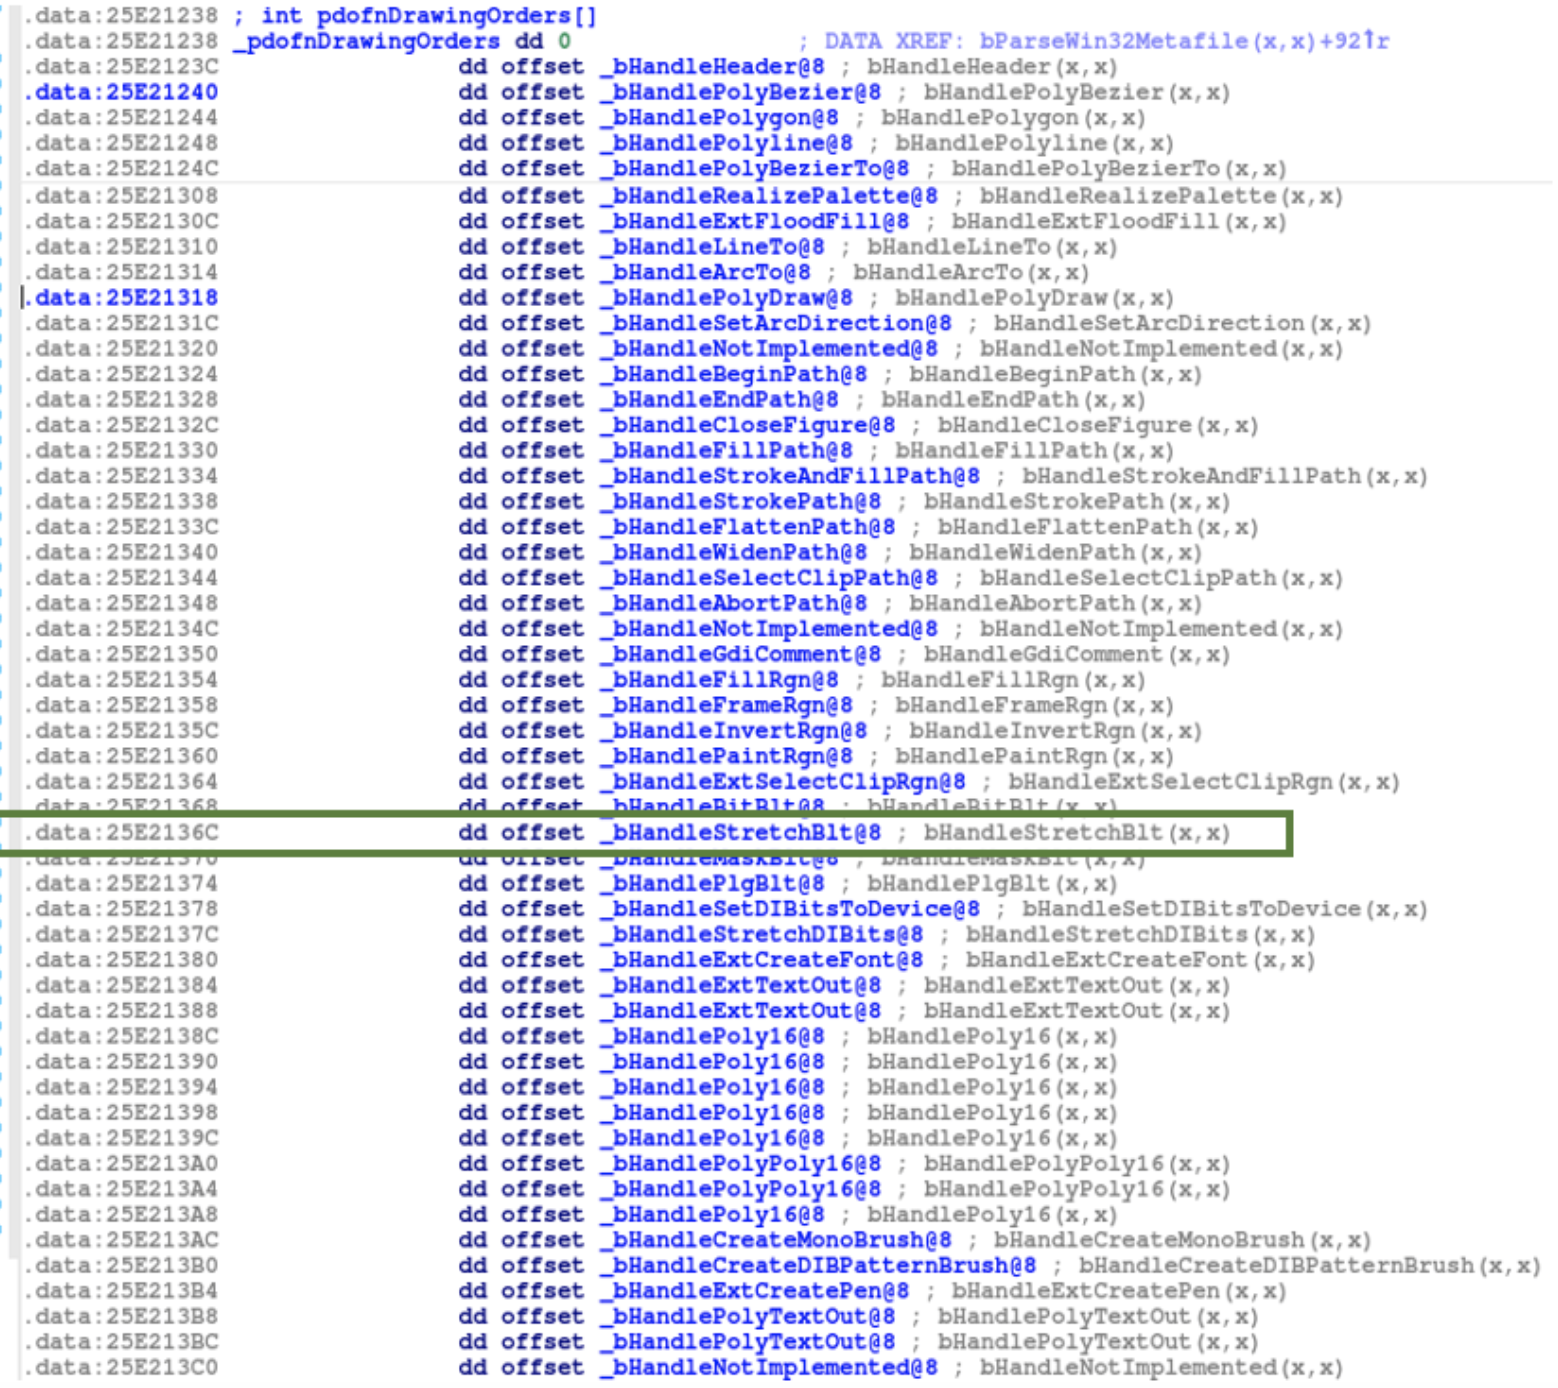 .data:25E21238 ; int pdofnDrawingOrders[]
.data:25E21238 _pdofnDrawingOrders dd 0 ; DATA XREF: bParseWin32Metafile(x,x)+92↑r
.data:25E2123C dd offset _bHandleHeader@8 ; bHandleHeader(x,x)
.data:25E21240 dd offset _bHandlePolyBezier@8 ; bHandlePolyBezier(x,x)
.data:25E21244 dd offset _bHandlePolygon@8 ; bHandlePolygon(x,x)
.data:25E21248 dd offset _bHandlePolyline@8 ; bHandlePolyline(x,x)
.data:25E2124C dd offset _bHandlePolyBezierTo@8 ; bHandlePolyBezierTo(x,x)
.data:25E21308 dd offset _bHandleRealizePalette@8 ; bHandleRealizePalette(x,x)
.data:25E2130C dd offset _bHandleExtFloodFill@8 ; bHandleExtFloodFill(x,x)
.data:25E21310 dd offset _bHandleLineTo@8 ; bHandleLineTo(x,x)
.data:25E21314 dd offset _bHandleArcTo@8 ; bHandleArcTo(x,x)
.data:25E21318 dd offset _bHandlePolyDraw@8 ; bHandlePolyDraw(x,x)
.data:25E2131C dd offset _bHandleSetArcDirection@8 ; bHandleSetArcDirection(x,x)
.data:25E21320 dd offset _bHandleNotImplemented@8 ; bHandleNotImplemented(x,x)
.data:25E21324 dd offset _bHandleBeginPath@8 ; bHandleBeginPath(x,x)
.data:25E21328 dd offset _bHandleEndPath@8 ; bHandleEndPath(x,x)
.data:25E2132C dd offset _bHandleCloseFigure@8 ; bHandleCloseFigure(x,x)
.data:25E21330 dd offset _bHandleFillPath@8 ; bHandleFillPath(x,x)
.data:25E21334 dd offset _bHandleStrokeAndFillPath@8 ; bHandleStrokeAndFillPath(x,x)
.data:25E21338 dd offset _bHandleStrokePath@8 ; bHandleStrokePath(x,x)
.data:25E2133C dd offset _bHandleFlattenPath@8 ; bHandleFlattenPath(x,x)
.data:25E21340 dd offset _bHandleWidenPath@8 ; bHandleWidenPath(x,x)
.data:25E21344 dd offset _bHandleSelectClipPath@8 ; bHandleSelectClipPath(x,x)
.data:25E21348 dd offset _bHandleAbortPath@8 ; bHandleAbortPath(x,x)
.data:25E2134C dd offset _bHandleNotImplemented@8 ; bHandleNotImplemented(x,x)
.data:25E21350 dd offset _bHandleGdiComment@8 ; bHandleGdiComment(x,x)
.data:25E21354 dd offset _bHandleFillRgn@8 ; bHandleFillRgn(x,x)
.data:25E21358 dd offset _bHandleFrameRgn@8 ; bHandleFrameRgn(x,x)
.data:25E2135C dd offset _bHandleInvertRgn@8 ; bHandleInvertRgn(x,x)
.data:25E21360 dd offset _bHandlePaintRgn@8 ; bHandlePaintRgn(x,x)
.data:25E21364 dd offset _bHandleExtSelectClipRgn@8 ; bHandleExtSelectClipRgn(x,x)
.data:25E21368 dd offset _bHandleBitBlt@8 ; bHandleBitBlt(x,x)
.data:25E2136C dd offset _bHandleStretchBlt@8 ; bHandleStretchBlt(x,x)
.data:25E21370 dd offset _bHandleMaskBlt@8 ; bHandleMaskBlt(x,x)
.data:25E21374 dd offset _bHandlePlgBlt@8 ; bHandlePlgBlt(x,x)
.data:25E21378 dd offset _bHandleSetDIBitsToDevice@8 ; bHandleSetDIBitsToDevice(x,x)
.data:25E2137C dd offset _bHandleStretchDIBits@8 ; bHandleStretchDIBits(x,x)
.data:25E21380 dd offset _bHandleExtCreateFont@8 ; bHandleExtCreateFont(x,x)
.data:25E21384 dd offset _bHandleExtTextOut@8 ; bHandleExtTextOut(x,x)
.data:25E21388 dd offset _bHandleExtTextOut@8 ; bHandleExtTextOut(x,x)
.data:25E2138C dd offset _bHandlePoly16@8 ; bHandlePoly16(x,x)
.data:25E21390 dd offset _bHandlePoly16@8 ; bHandlePoly16(x,x)
.data:25E21394 dd offset _bHandlePoly16@8 ; bHandlePoly16(x,x)
.data:25E21398 dd offset _bHandlePoly16@8 ; bHandlePoly16(x,x)
.data:25E2139C dd offset _bHandlePoly16@8 ; bHandlePoly16(x,x)
.data:25E213A0 dd offset _bHandlePolyPoly16@8 ; bHandlePolyPoly16(x,x)
.data:25E213A4 dd offset _bHandlePolyPoly16@8 ; bHandlePolyPoly16(x,x)
.data:25E213A8 dd offset _bHandlePoly16@8 ; bHandlePoly16(x,x)
.data:25E213AC dd offset _bHandleCreateMonoBrush@8 ; bHandleCreateMonoBrush(x,x)
.data:25E213B0 dd offset _bHandleCreateDIBPatternBrush@8 ; bHandleCreateDIBPatternBrush(x,x)
.data:25E213B4 dd offset _bHandleExtCreatePen@8 ; bHandleExtCreatePen(x,x)
.data:25E213B8 dd offset _bHandlePolyTextOut@8 ; bHandlePolyTextOut(x,x)
.data:25E213BC dd offset _bHandlePolyTextOut@8 ; bHandlePolyTextOut(x,x)
.data:25E213C0 dd offset _bHandleNotImplemented@8 ; bHandleNotImplemented(x,x)